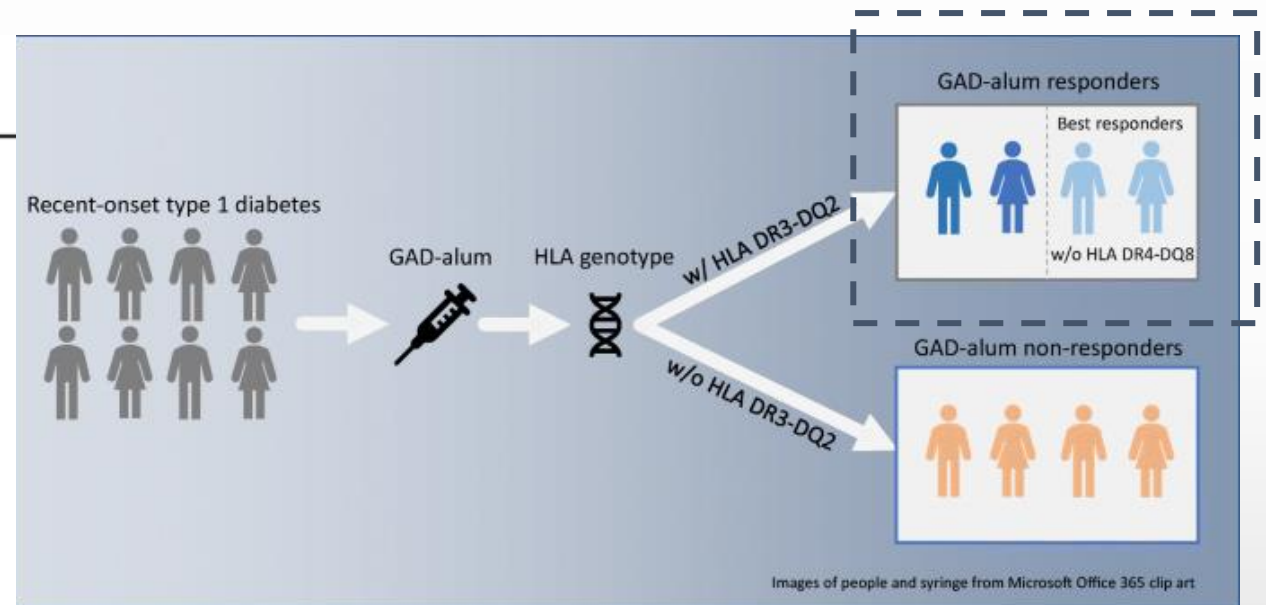 Recent-onset type 1 diabetes
GAD-alum
HLA genotype
w/ HLA DR3-DQ2
w/o HLA DR3-DQ2
GAD-alum responders
Best responders
w/o HLA DR4-DQ8
GAD-alum non-responders
Images of people and syringe from Microsoft Office 365 clip art